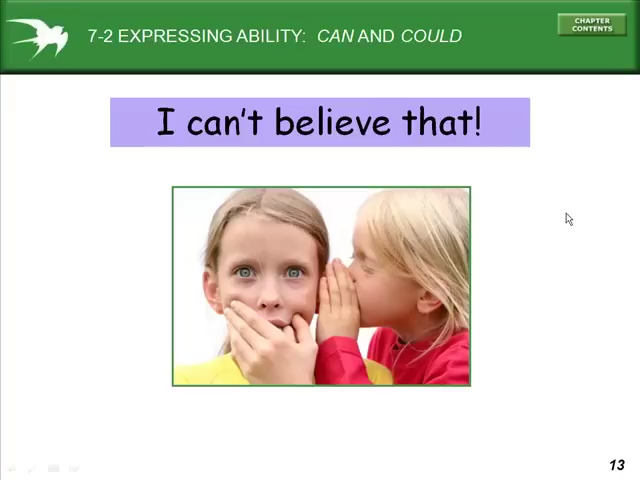 7-2 EXPRESSING ABILITY: CAN AND COULD
CHAPTER
CONTENTS
I can't believe that!
13